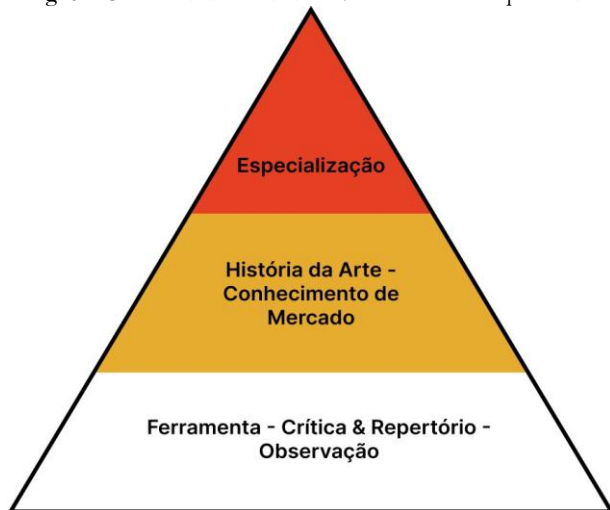 Especialização
História da Arte -
Conhecimento de
Mercado
Ferramenta - Crítica & Repertório -
Observação